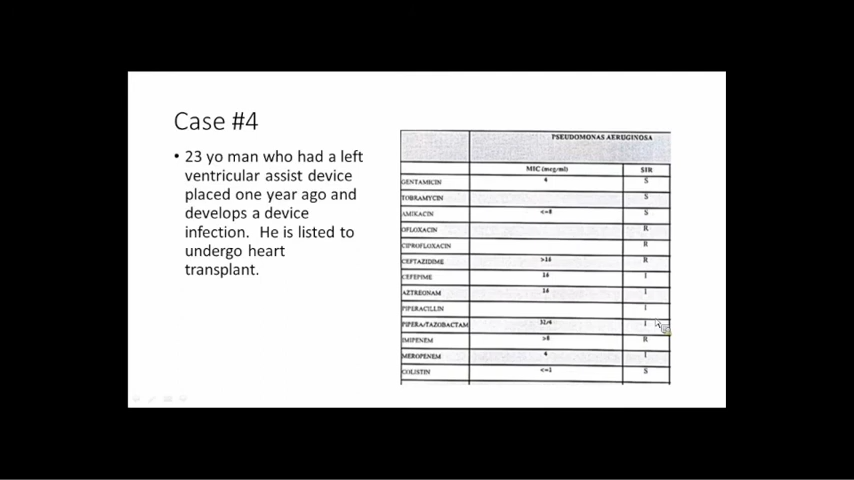 Case #4
• 23 yo man who had a left
ventricular assist device
placed one year ago and
develops a device
infection. He is listed to
undergo heart
transplant.
PSEUDOMONAS AERUGINOSA
MIC (mcg/ml) SIR
GENTAMICIN 4 S
TOBRAMYCIN S
AMIKACIN <=8 S
OFLOXACIN R
CIPROFLOXACIN R
CEFTAZIDIME >16 R
CEFEPIME 16 I
AZTREONAM 16 I
PIPERACILLIN I
PIPERA/TAZOBACTAM 32/4 I
IMIPENEM >8 R
MEROPENEM I
COLISTIN S